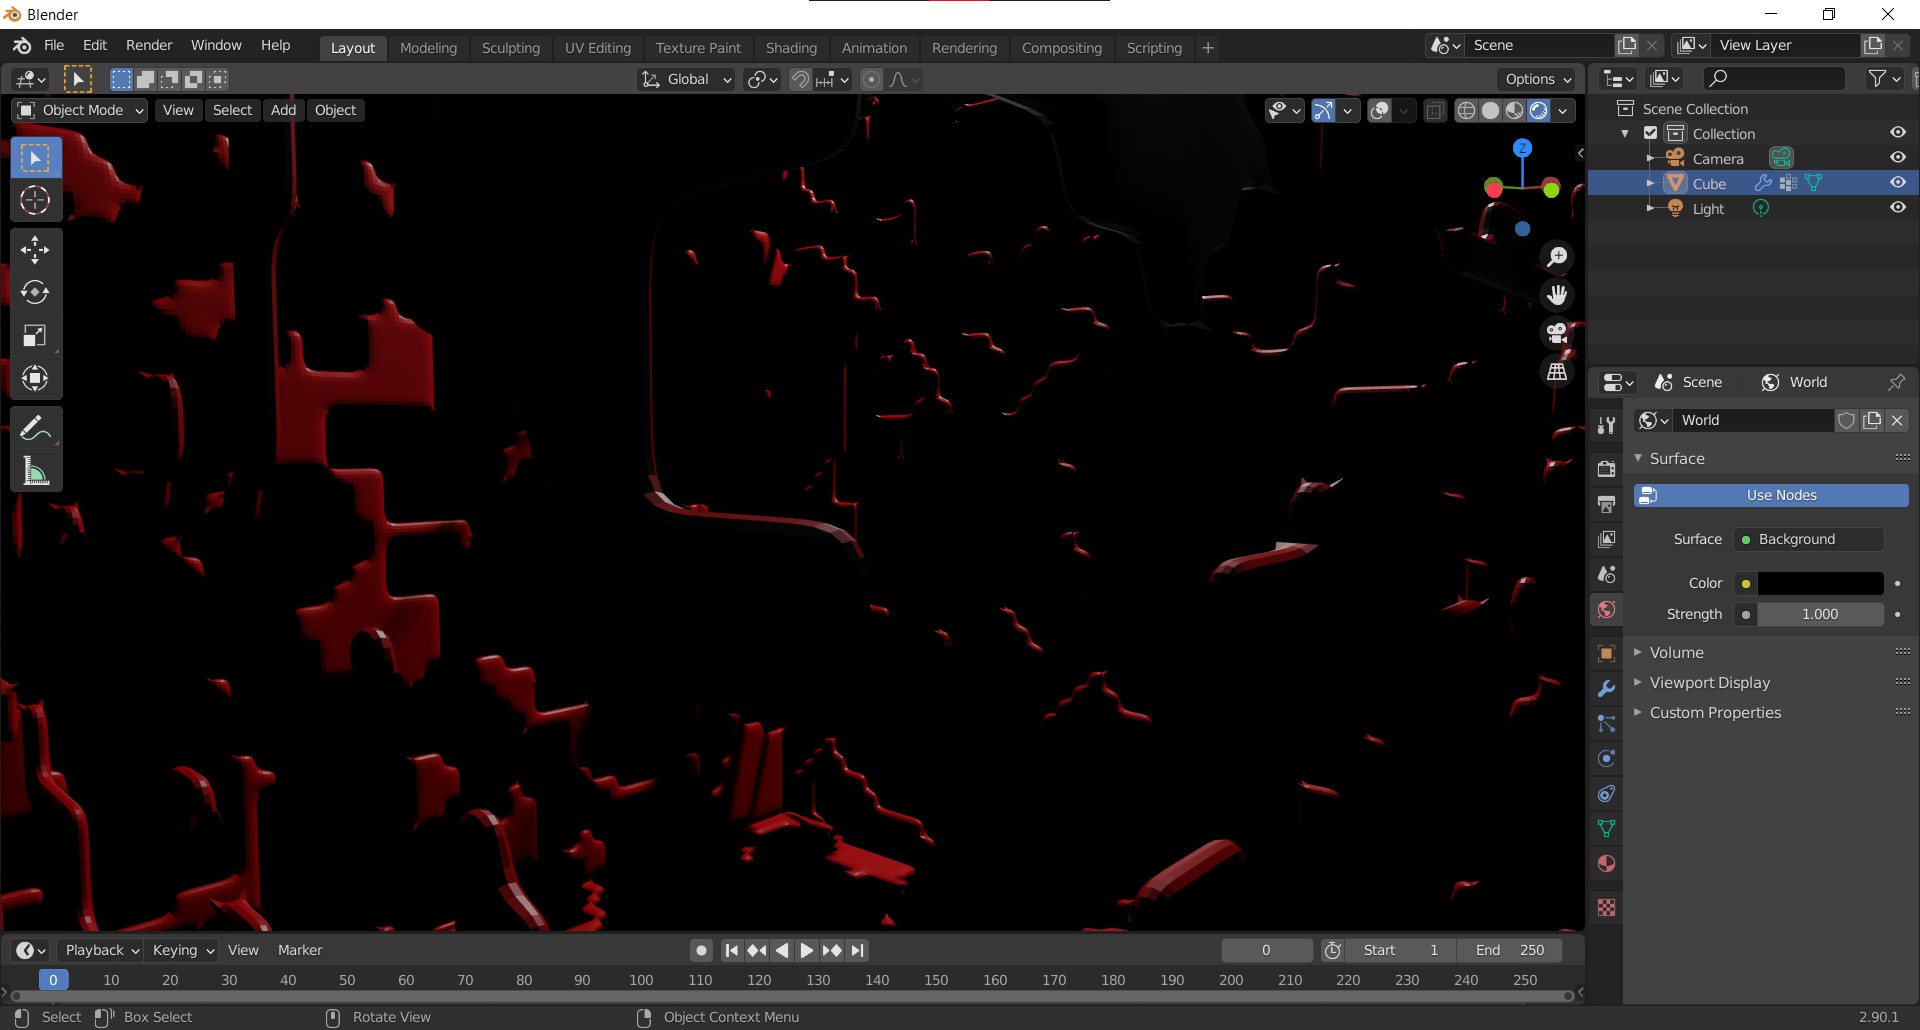 Blender
File Edit Render Window Help Layout Modeling Sculpting UV Editing Texture Paint Shading Animation Rendering Compositing Scripting + Scene View Layer
Global Options
Object Mode View Select Add Object
Z
Scene Collection
Collection
Camera
Cube
Light
Scene World
World
Surface
Use Nodes
Surface Background
Color
Strength 1.000
Volume
Viewport Display
Custom Properties
Playback Keying View Marker 0 Start 1 End 250
0 10 20 30 40 50 60 70 80 90 100 110 120 130 140 150 160 170 180 190 200 210 220 230 240 250
Select Box Select Rotate View Object Context Menu 2.90.1